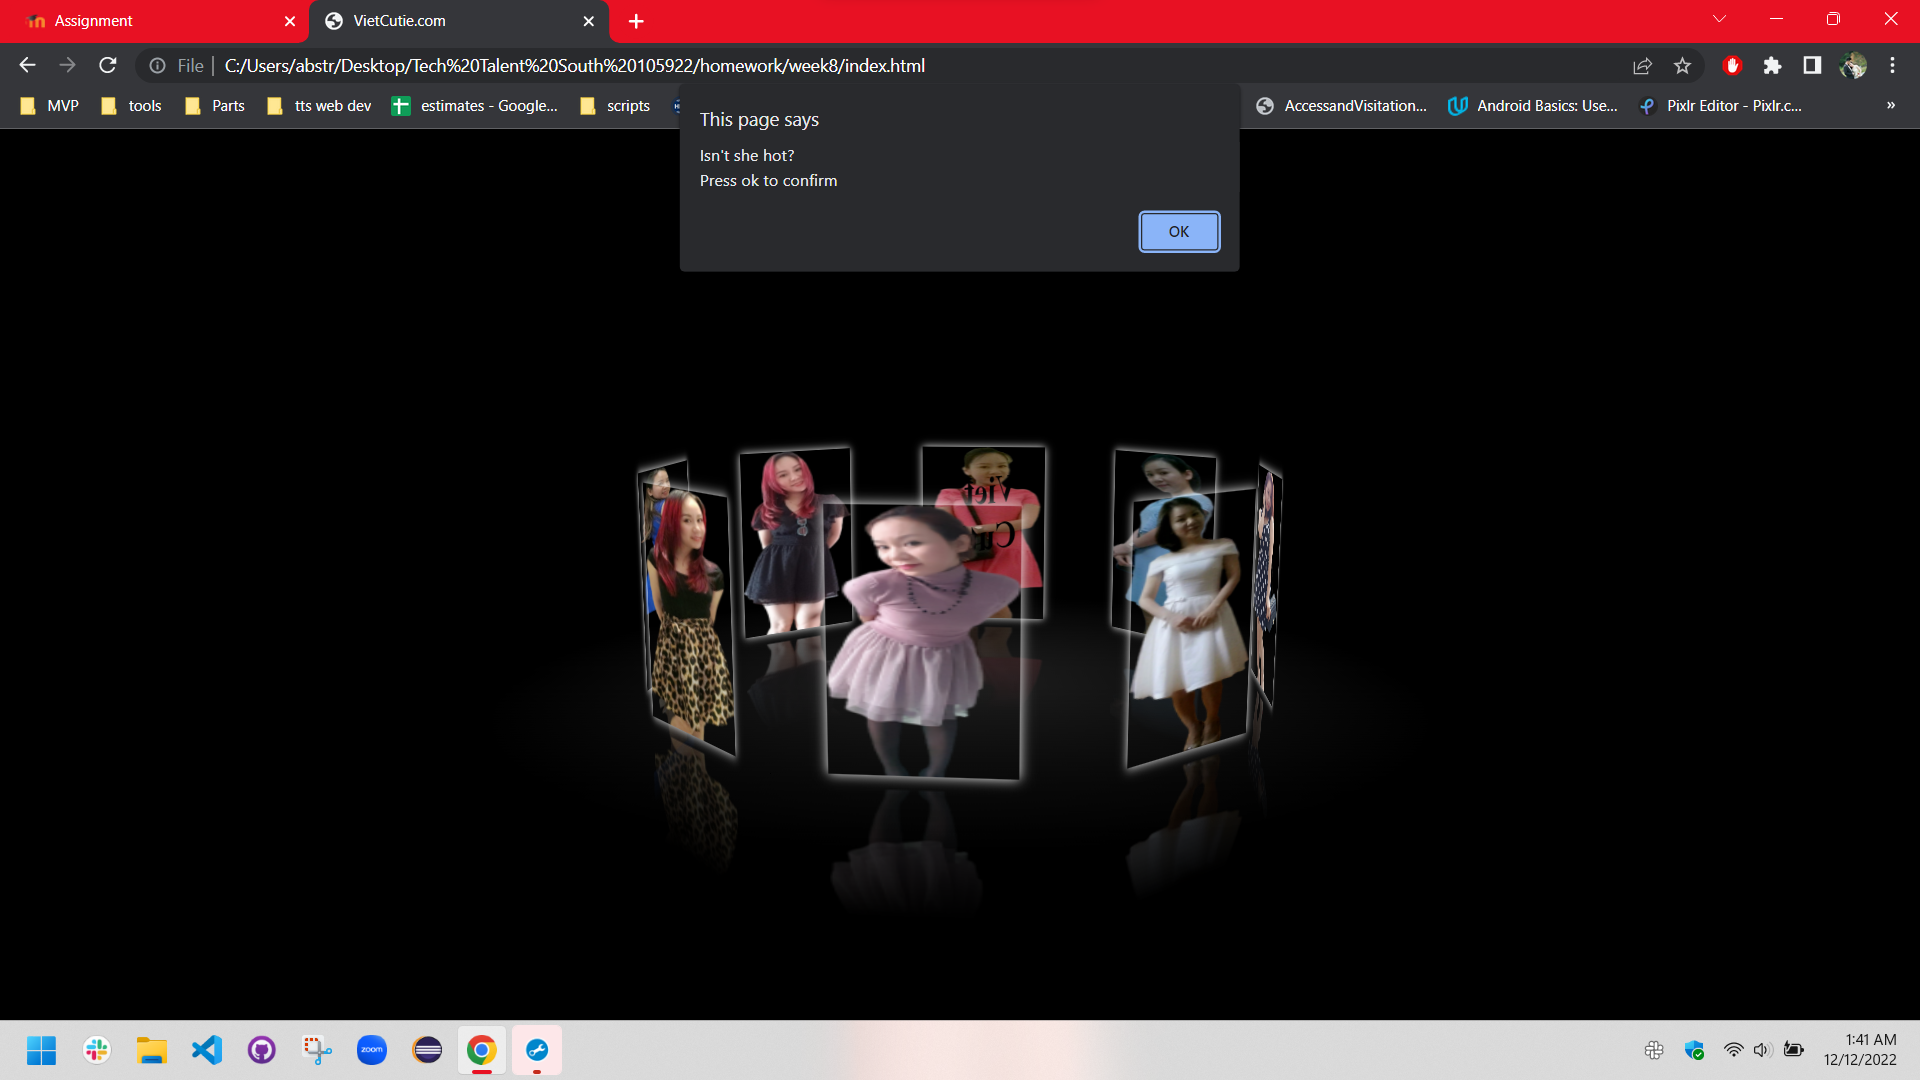 Assignment
VietCutie.com
File
C:/Users/abstr/Desktop/Tech%20Talent%20South%20105922/homework/week8/index.html
MVP
tools
Parts
tts web dev
estimates - Google...
scripts
AccessandVisitation...
Android Basics: Use...
Pixlr Editor - Pixlr.c...
»
This page says
Isn't she hot?
Press ok to confirm
OK
Viet
zoom
1:41 AM
12/12/2022